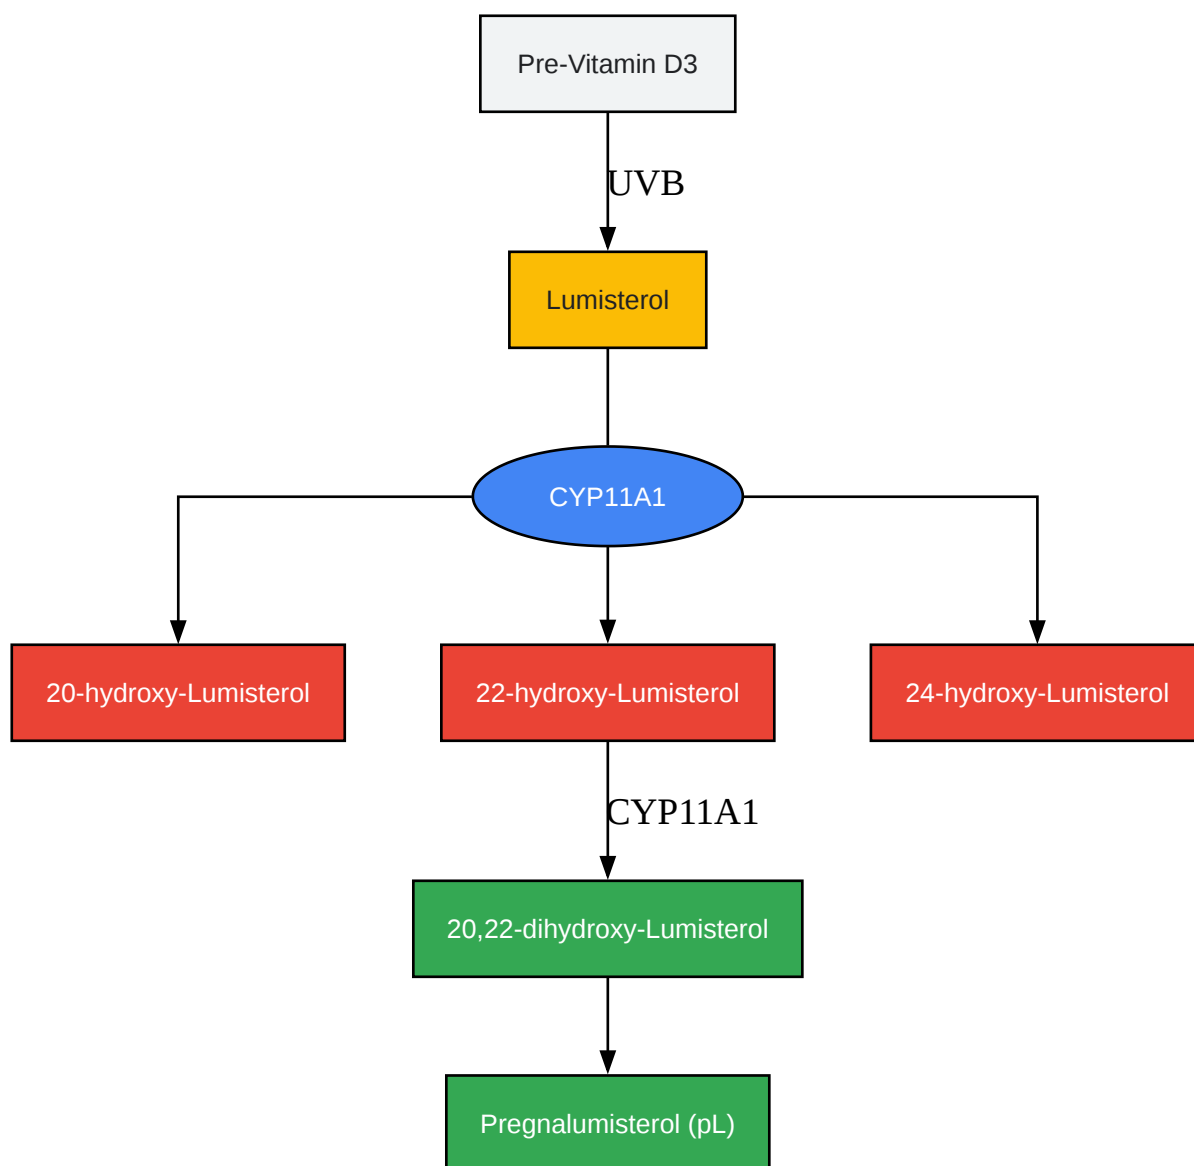 Pre-Vitamin D3
UVB
Lumisterol
CYP11A1
20-hydroxy-Lumisterol
22-hydroxy-Lumisterol
24-hydroxy-Lumisterol
CYP11A1
20,22-dihydroxy-Lumisterol
Pregnalumisterol (pL)